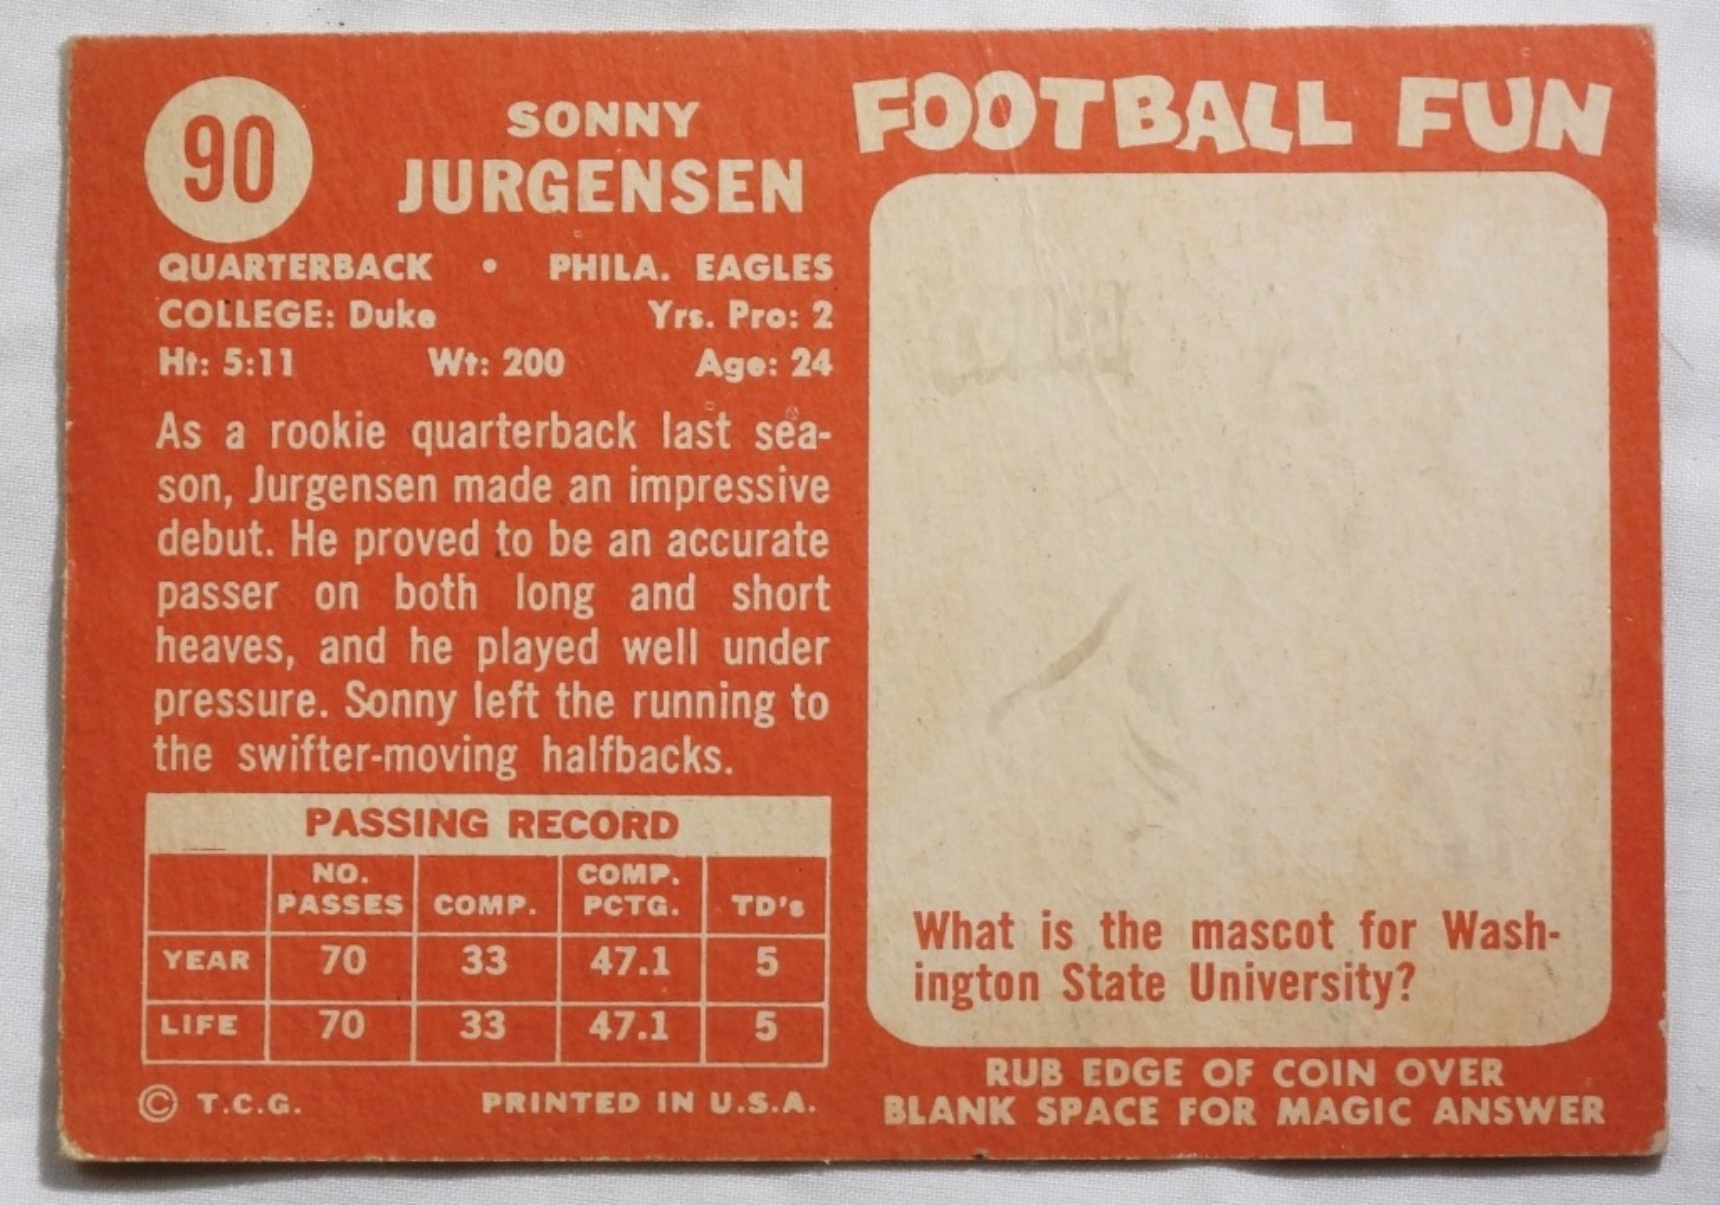 90
SONNY
JURGENSEN
QUARTERBACK • PHILA. EAGLES
COLLEGE: Duke Yrs. Pro: 2
Ht: 5:11 Wt: 200 Age: 24
As a rookie quarterback last sea-
son, Jurgensen made an impressive
debut. He proved to be an accurate
passer on both long and short
heaves, and he played well under
pressure. Sonny left the running to
the swifter-moving halfbacks.
PASSING RECORD
NO. PASSES COMP. COMP. PCTG. TD's
YEAR 70 33 47.1 5
LIFE 70 33 47.1 5
© T.C.G. PRINTED IN U.S.A.
FOOTBALL FUN
What is the mascot for Wash-
ington State University?
RUB EDGE OF COIN OVER
BLANK SPACE FOR MAGIC ANSWER